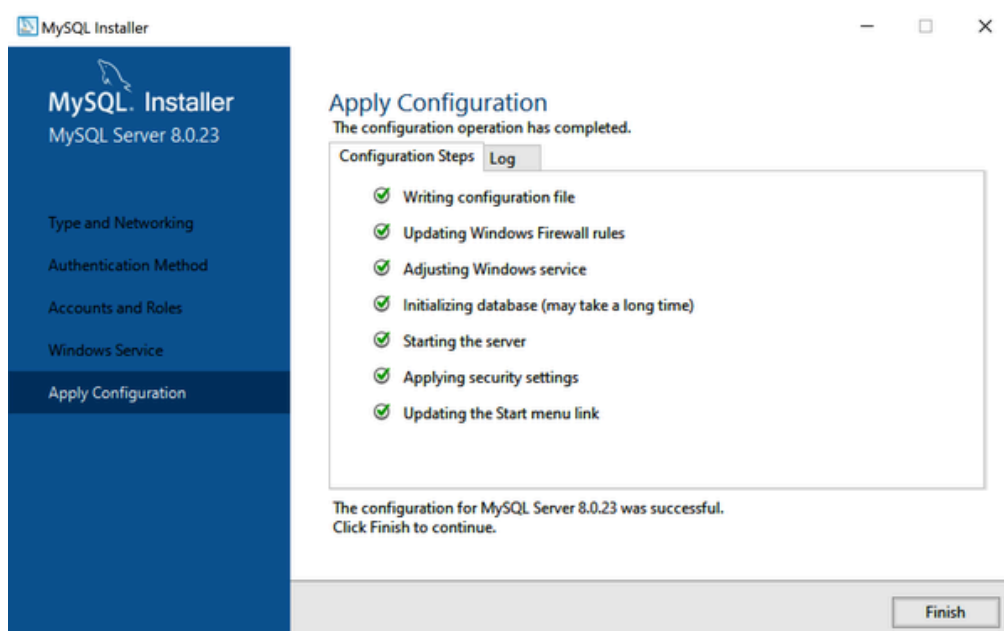 MySQL Installer
MySQL. Installer
MySQL Server 8.0.23
Type and Networking
Authentication Method
Accounts and Roles
Windows Service
Apply Configuration
Apply Configuration
The configuration operation has completed.
Configuration Steps Log
Writing configuration file
Updating Windows Firewall rules
Adjusting Windows service
Initializing database (may take a long time)
Starting the server
Applying security settings
Updating the Start menu link
The configuration for MySQL Server 8.0.23 was successful.
Click Finish to continue.
Finish